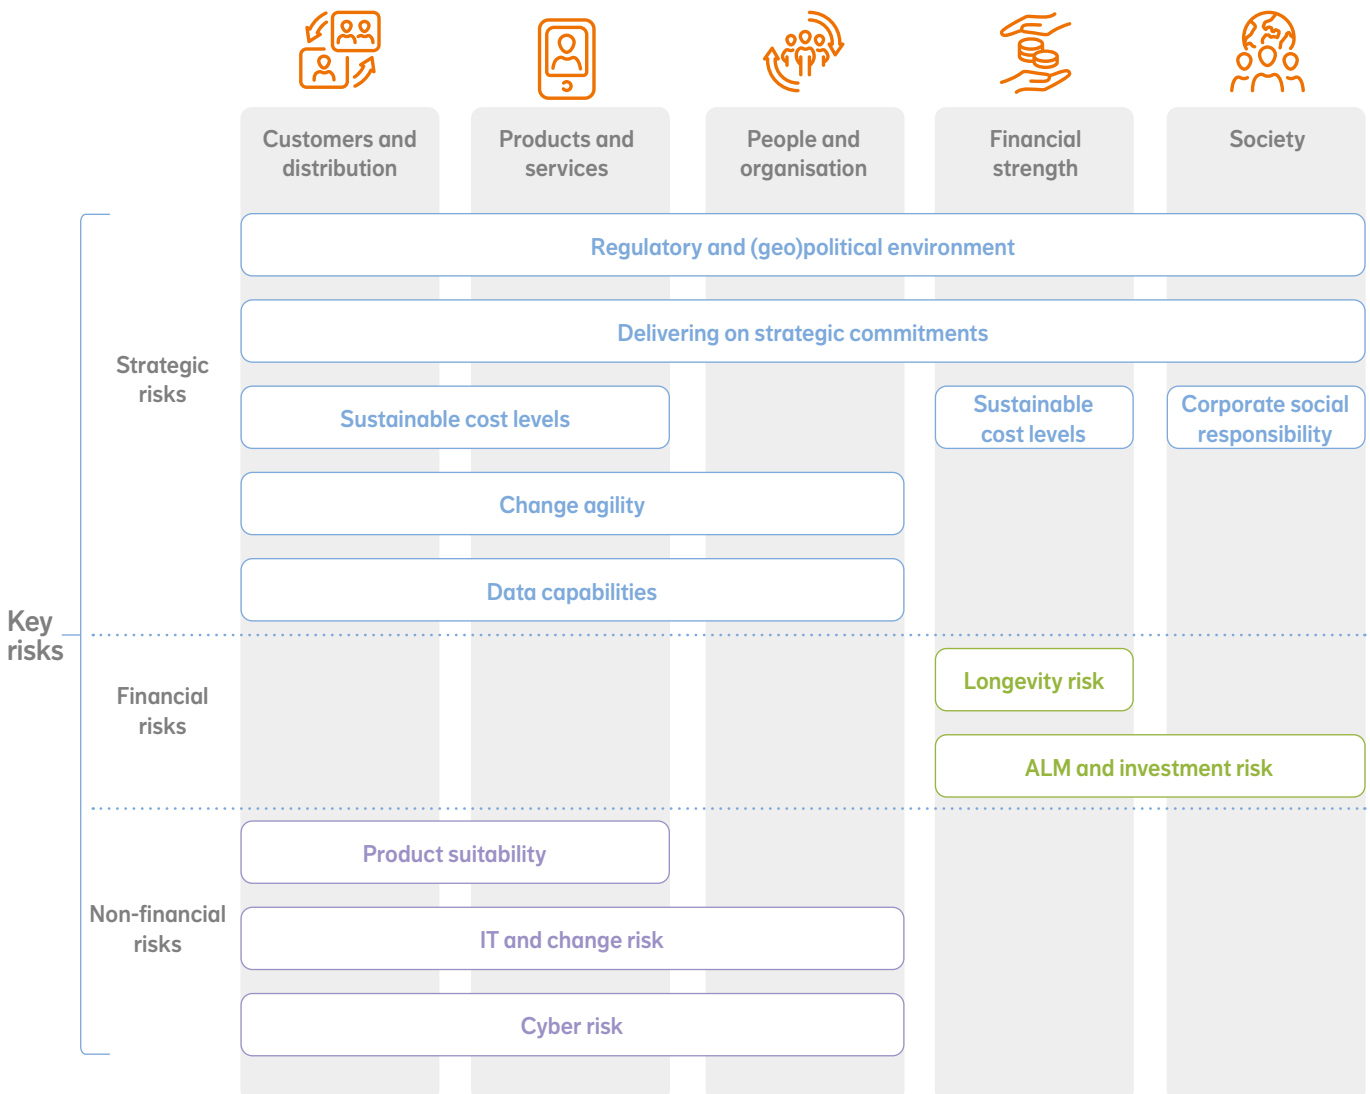 Customers and
distribution
Products and
services
People and
organisation
Financial
strength
Society
Key
risks
Strategic
risks
Regulatory and (geo)political environment
Delivering on strategic commitments
Sustainable cost levels
Sustainable
cost levels
Corporate social
responsibility
Change agility
Data capabilities
Financial
risks
Longevity risk
ALM and investment risk
Non-financial
risks
Product suitability
IT and change risk
Cyber risk